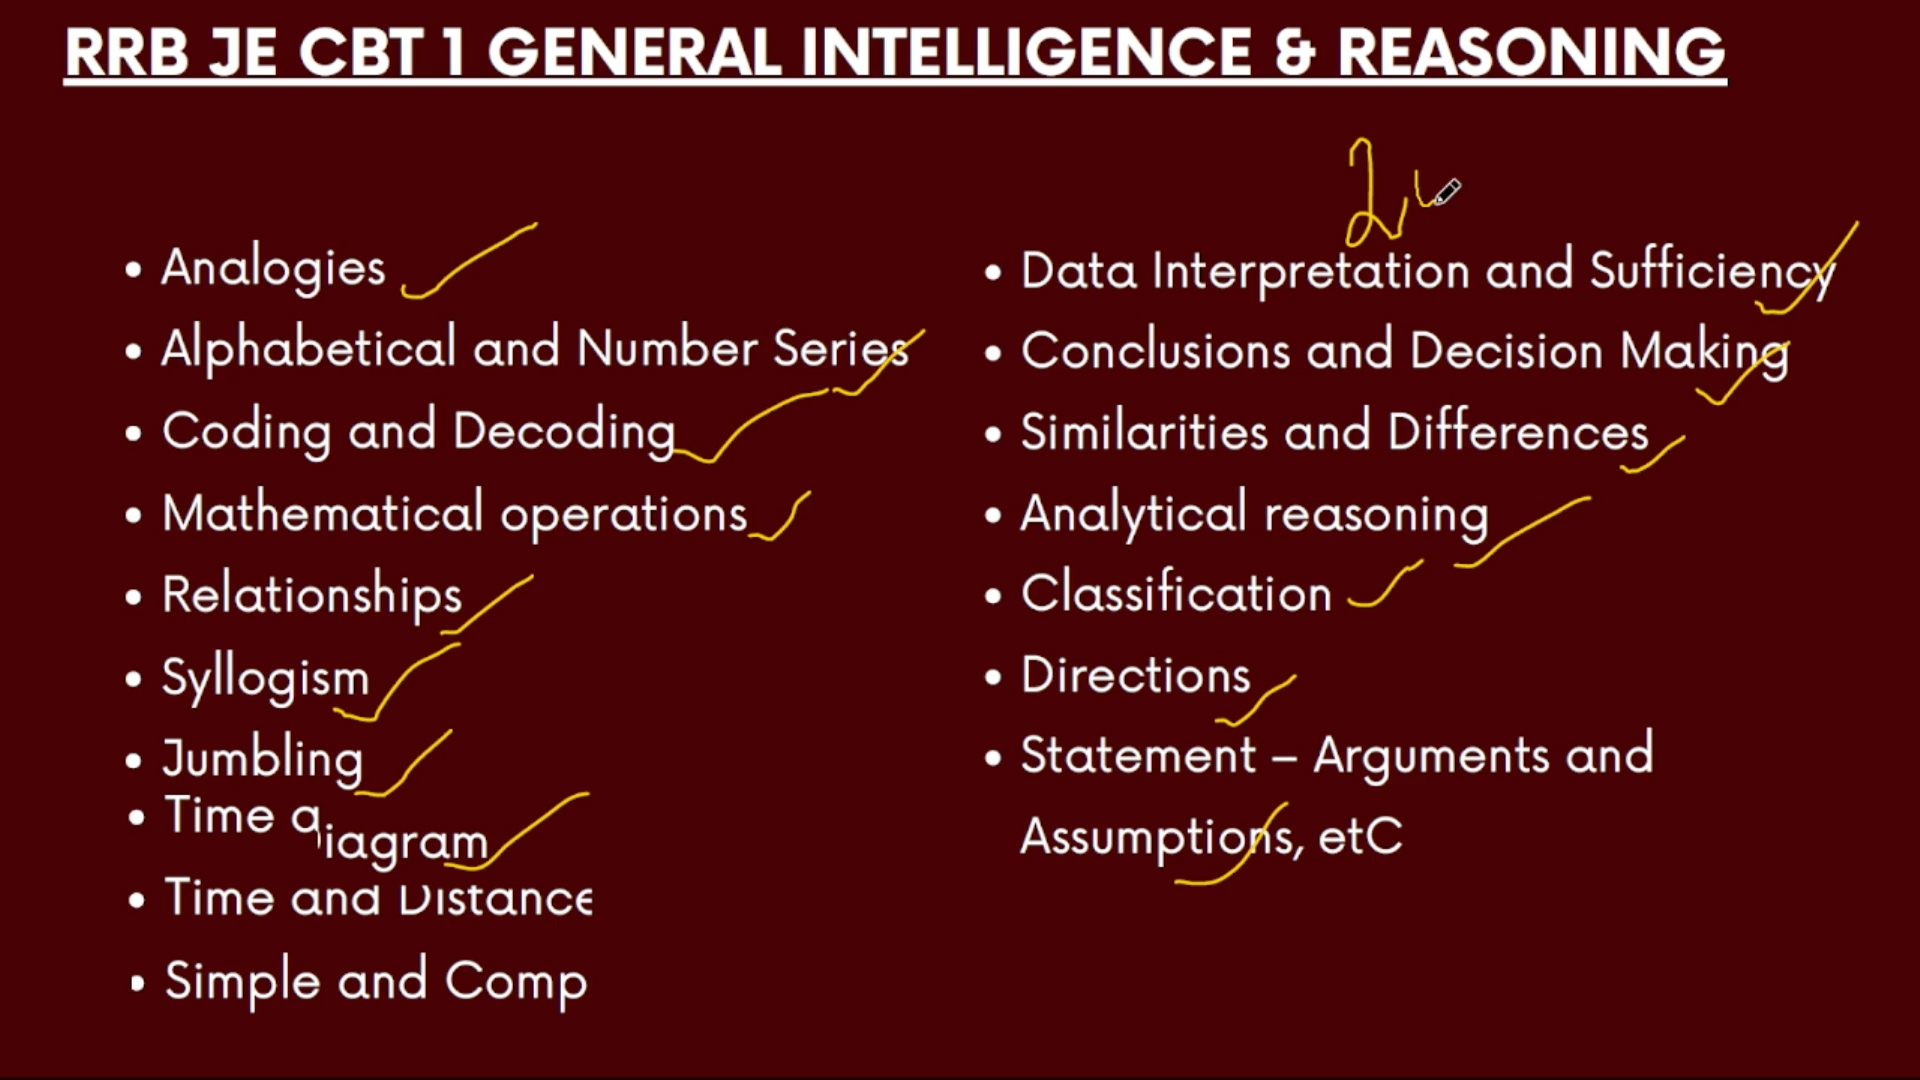 RRB JE CBT 1 GENERAL INTELLIGENCE & REASONING
• Analogies
• Alphabetical and Number Series
• Coding and Decoding
• Mathematical operations
• Relationships
• Syllogism
• Jumbling
• Time
iagram
• Time and Distance
• Simple and Comp
• Data Interpretation and Sufficiency
• Conclusions and Decision Making
• Similarities and Differences
• Analytical reasoning
• Classification
• Directions
• Statement – Arguments and
Assumptions, etC